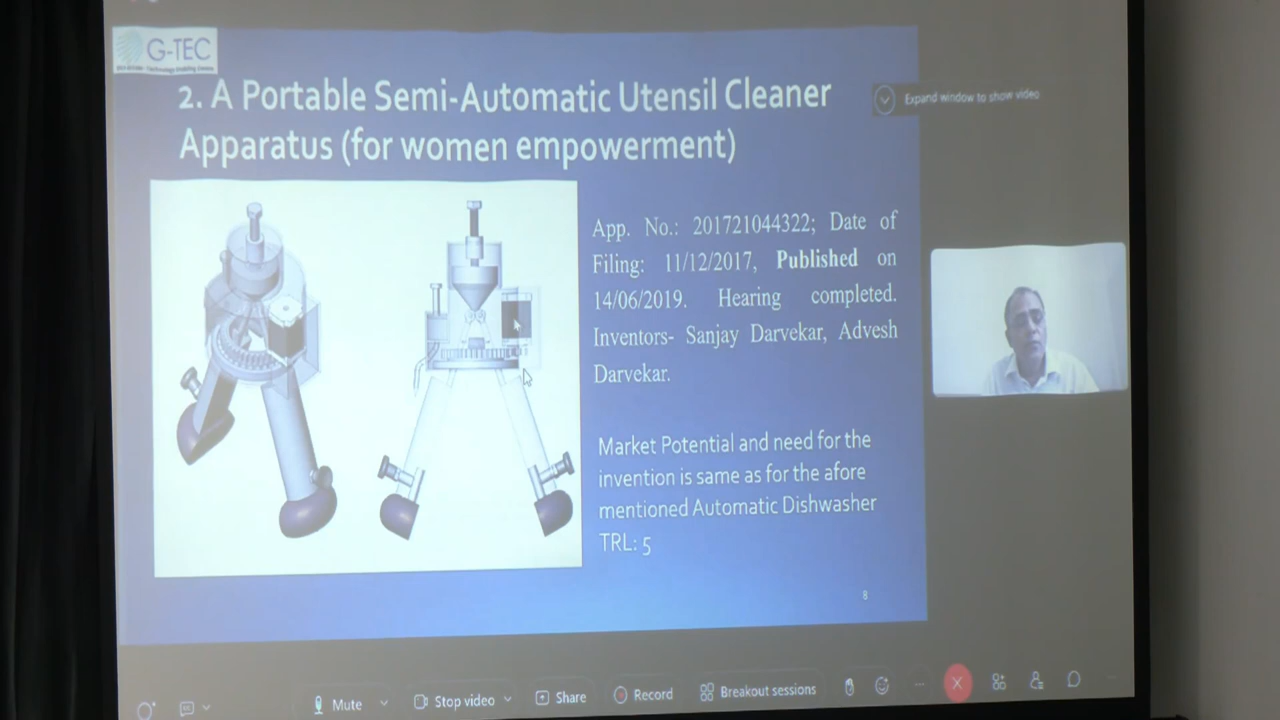 G-TEC
2. A Portable Semi-Automatic Utensil Cleaner
Apparatus (for women empowerment)
Expand window to show video
App. No.: 201721044322; Date of
Filing: 11/12/2017, Published on
14/06/2019. Hearing completed.
Inventors- Sanjay Darvekar, Advesh
Darvekar.
Market Potential and need for the
invention is same as for the afore
mentioned Automatic Dishwasher
TRL: 5
8
Mute
Stop video
Share
Record
Breakout sessions